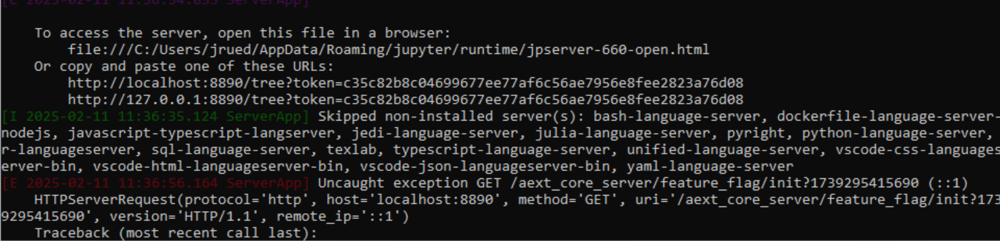 [C 2025-02-11 11:36:34.855 ServerApp]
To access the server, open this file in a browser:
file:///C:/Users/jrued/AppData/Roaming/jupyter/runtime/jpserver-660-open.html
Or copy and paste one of these URLs:
http://localhost:8890/tree?token=c35c82b8c04699677ee77af6c56ae7956e8fee2823a76d08
http://127.0.0.1:8890/tree?token=c35c82b8c04699677ee77af6c56ae7956e8fee2823a76d08
[I 2025-02-11 11:36:35.124 ServerApp] Skipped non-installed server(s): bash-language-server, dockerfile-language-server-
nodejs, javascript-typescript-langserver, jedi-language-server, julia-language-server, pyright, python-language-server,
r-languageserver, sql-language-server, texlab, typescript-language-server, unified-language-server, vscode-css-languages
erver-bin, vscode-html-languageserver-bin, vscode-json-languageserver-bin, yaml-language-server
[E 2025-02-11 11:36:56.164 ServerApp] Uncaught exception GET /aext_core_server/feature_flag/init?1739295415690 (::1)
HTTPServerRequest(protocol='http', host='localhost:8890', method='GET', uri='/aext_core_server/feature_flag/init?173
9295415690', version='HTTP/1.1', remote_ip='::1')
Traceback (most recent call last):